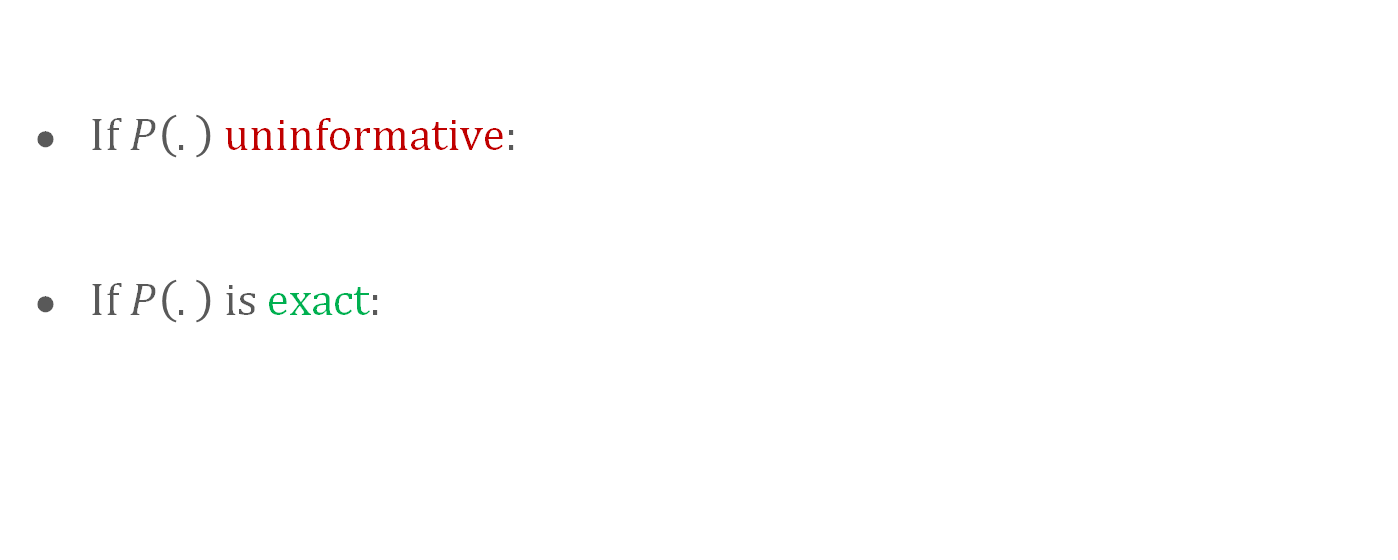 ● If P(. ) uninformative:
● If P(. ) is exact: